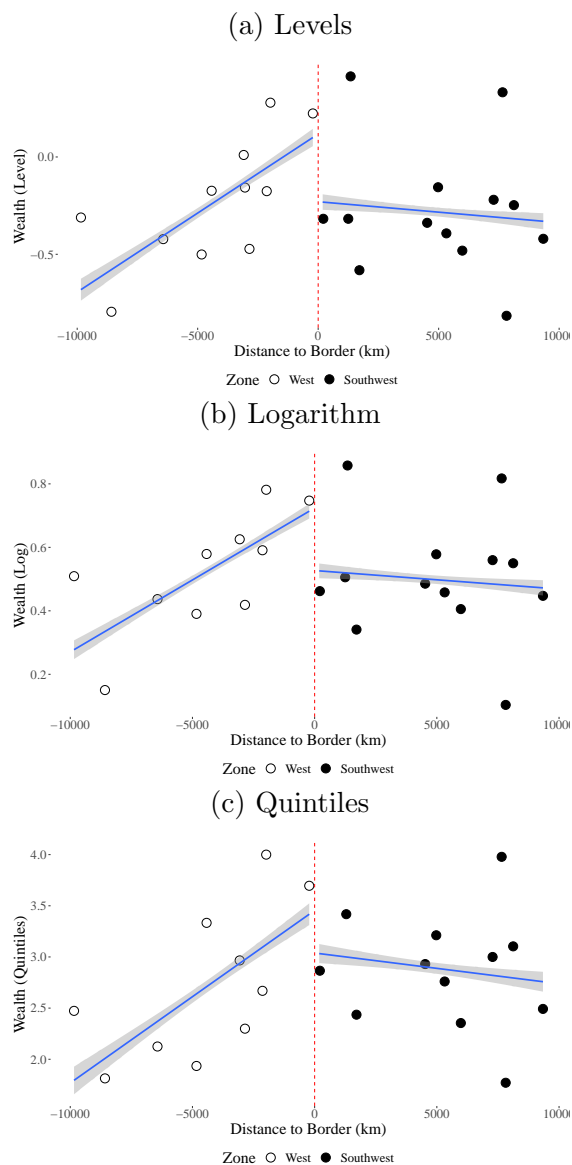 (a) Levels
Wealth (Level)
0.0
−0.5
−10000 −5000 0 5000 10000
Distance to Border (km)
Zone West Southwest
(b) Logarithm
Wealth (Log)
0.8
0.6
0.4
0.2
−10000 −5000 0 5000 10000
Distance to Border (km)
Zone West Southwest
(c) Quintiles
Wealth (Quintiles)
4.0
3.5
3.0
2.5
2.0
−10000 −5000 0 5000 10000
Distance to Border (km)
Zone West Southwest